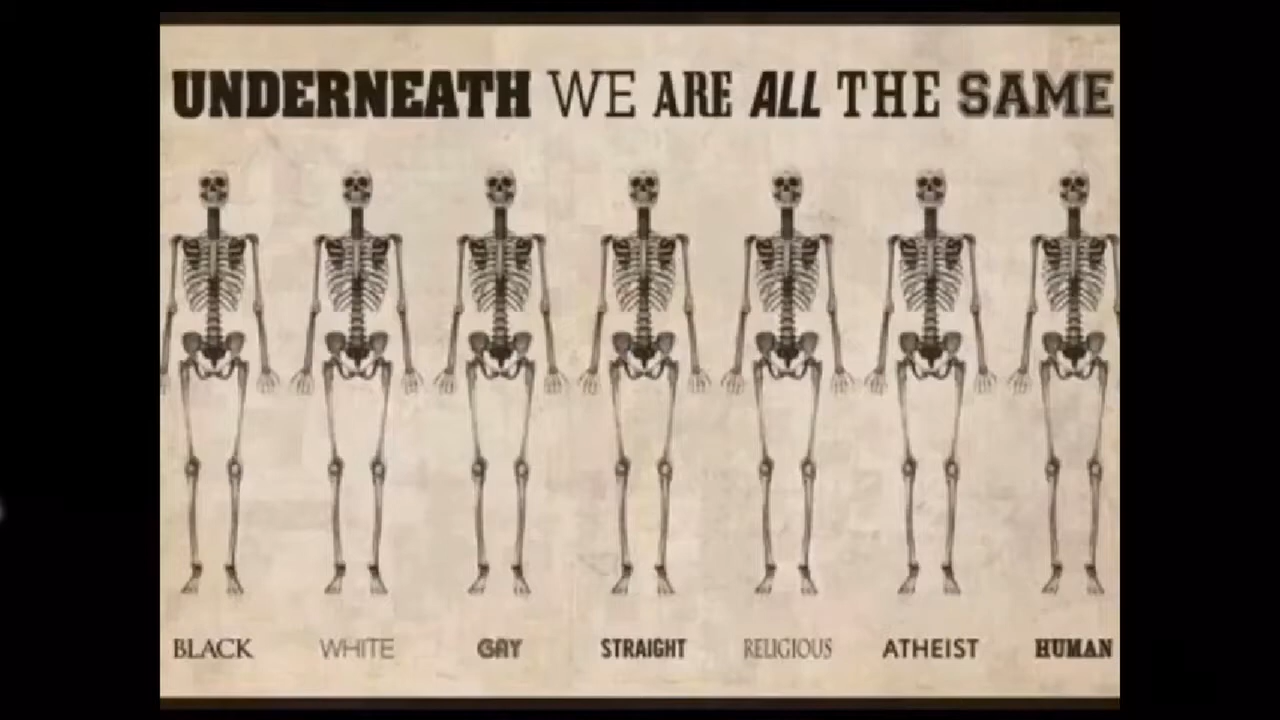 UNDERNEATH WE ARE ALL THE SAME
BLACK WHITE GAY STRAIGHT RELIGIOUS ATHEIST HUMAN